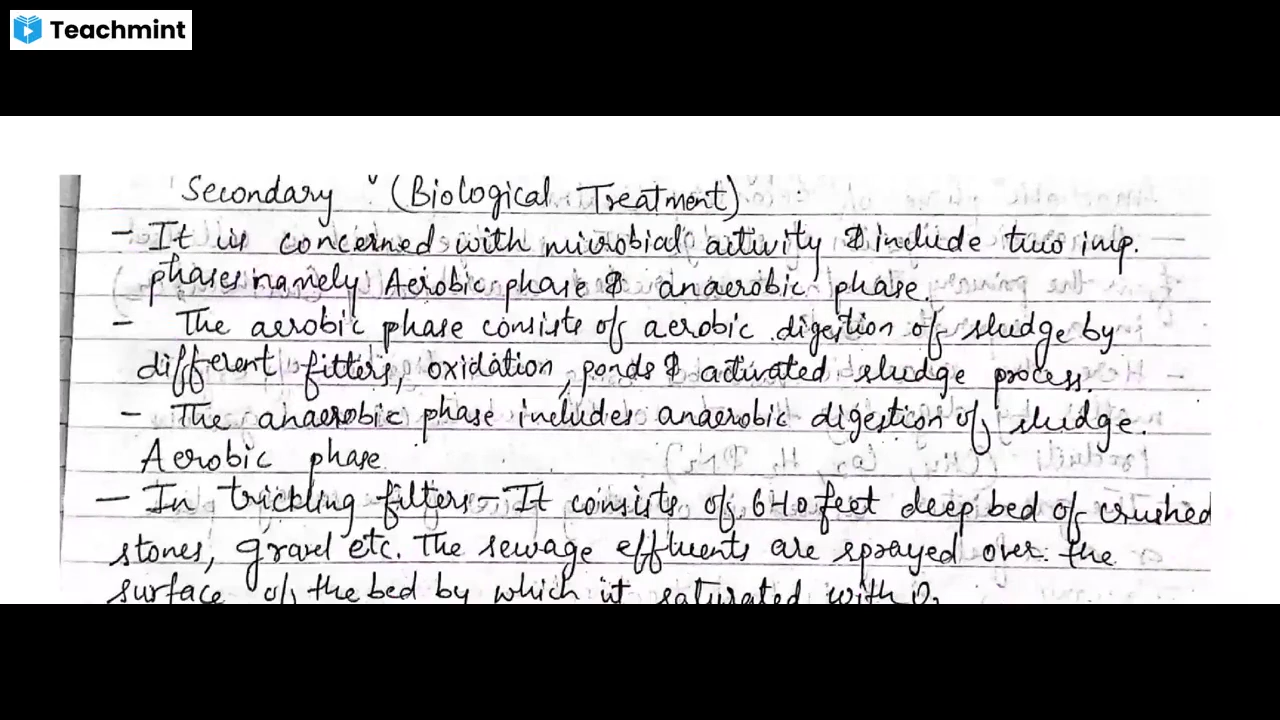 Teachmint
Secondary (Biological Treatment)
- It is concerned with microbial activity & include two imp.
phases namely Aerobic phase & anaerobic phase.
- The aerobic phase consists of aerobic digestion of sludge by
different fitters, oxidation, ponds & activated sludge process.
- The anaerobic phase includes anaerobic digestion of sludge.
Aerobic phase
- In trickling filters - It consists of 6 feet deep bed of crushed
stones, gravel etc. The sewage effluents are sprayed over the
surface of the bed by which it saturated with O2